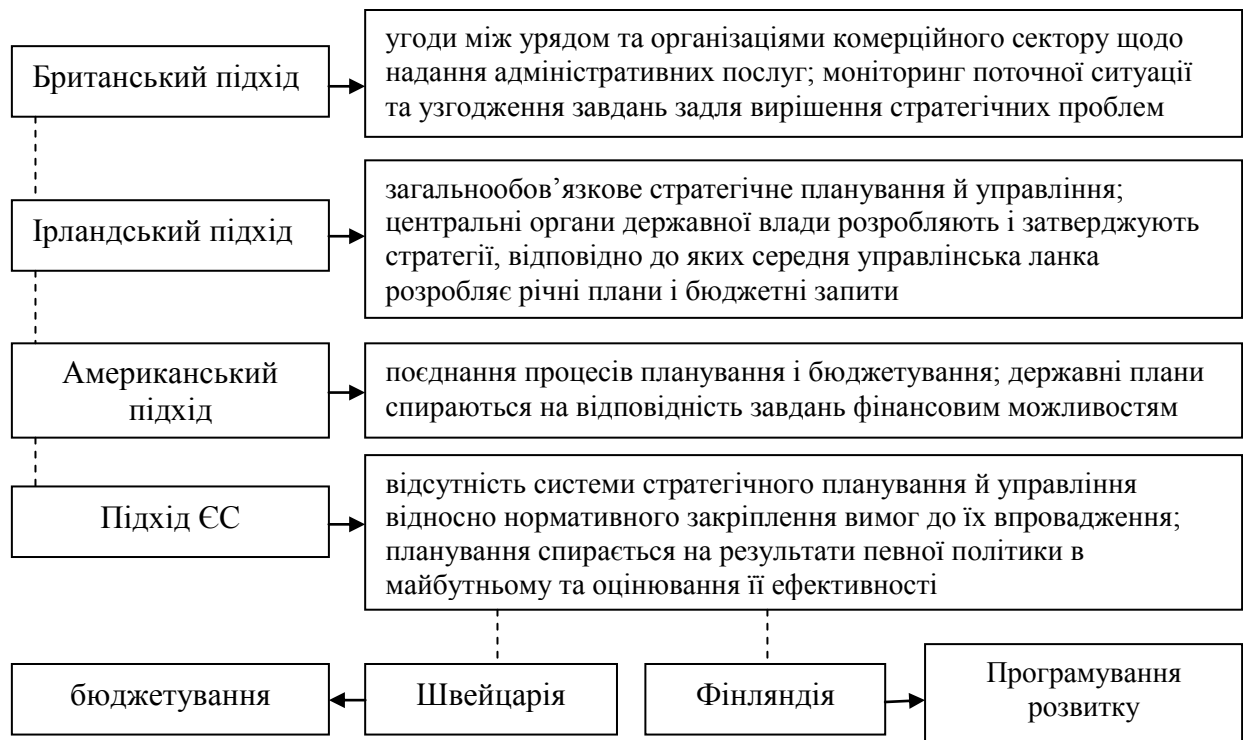 Британський підхід
угоди між урядом та організаціями комерційного сектору щодо
надання адміністративних послуг; моніторинг поточної ситуації
та узгодження завдань задля вирішення стратегічних проблем
Ірландський підхід
загальнообов’язкове стратегічне планування й управління;
центральні органи державної влади розробляють і затверджують
стратегії, відповідно до яких середня управлінська ланка
розробляє річні плани і бюджетні запити
Американський
підхід
поєднання процесів планування і бюджетування; державні плани
спираються на відповідність завдань фінансовим можливостям
Підхід ЄС
відсутність системи стратегічного планування й управління
відносно нормативного закріплення вимог до їх впровадження;
планування спирається на результати певної політики в
майбутньому та оцінювання її ефективності
бюджетування
Швейцарія
Фінляндія
Програмування
розвитку